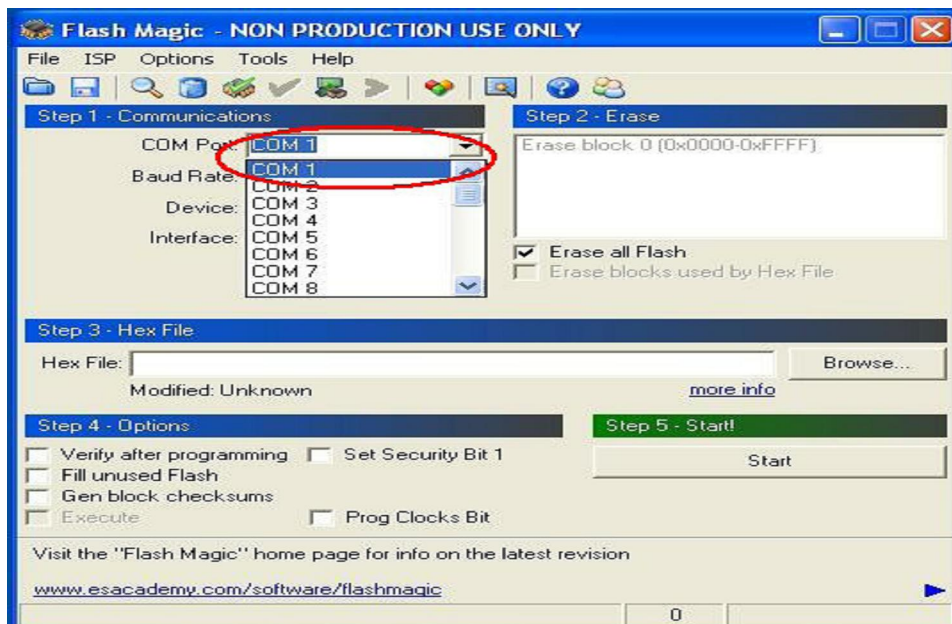 Flash Magic - NON PRODUCTION USE ONLY
File ISP Options Tools Help
Step 1 - Communications
COM Port: COM 1
COM 1
COM 2
COM 3
COM 4
COM 5
COM 6
COM 7
COM 8
Baud Rate:
Device:
Interface:
Step 2 - Erase
Erase block 0 (0x0000-0xFFFF)
Erase all Flash
Erase blocks used by Hex File
Step 3 - Hex File
Hex File:
Browse...
Modified: Unknown
more info
Step 4 - Options
Verify after programming
Set Security Bit 1
Fill unused Flash
Gen block checksums
Execute
Prog Clocks Bit
Step 5 - Start!
Start
Visit the "Flash Magic" home page for info on the latest revision
www.esacademy.com/software/flashmagic
0